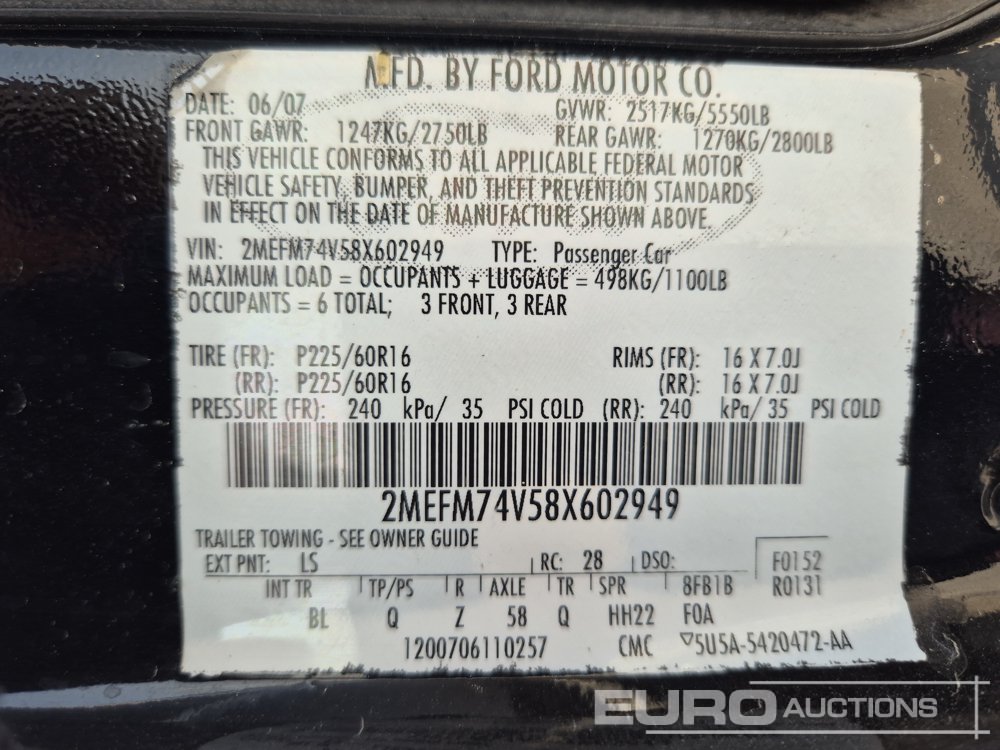 MFD. BY FORD MOTOR CO.
DATE: 06/07 GVWR: 2517KG/5550LB
FRONT GAWR: 1247KG/2750LB REAR GAWR: 1270KG/2800LB
THIS VEHICLE CONFORMS TO ALL APPLICABLE FEDERAL MOTOR
VEHICLE SAFETY, BUMPER, AND THEFT PREVENTION STANDARDS
IN EFFECT ON THE DATE OF MANUFACTURE SHOWN ABOVE.
VIN: 2MEFM74V58X602949 TYPE: Passenger Car
MAXIMUM LOAD = OCCUPANTS + LUGGAGE = 498KG/1100LB
OCCUPANTS = 6 TOTAL; 3 FRONT, 3 REAR
TIRE (FR): P225/60R16 RIMS (FR): 16 X 7.0J
(RR): P225/60R16 (RR): 16 X 7.0J
PRESSURE (FR): 240 kPa/ 35 PSI COLD (RR): 240 kPa/ 35 PSI COLD
2MEFM74V58X602949
TRAILER TOWING - SEE OWNER GUIDE
EXT PNT: LS RC: 28 DSO: F0152
INT TR TP/PS R AXLE TR SPR 8FB1B R0131
BL Q Z 58 Q HH22 FOA
1200706110257 CMC ▽5U5A-5420472-AA
EURO AUCTIONS